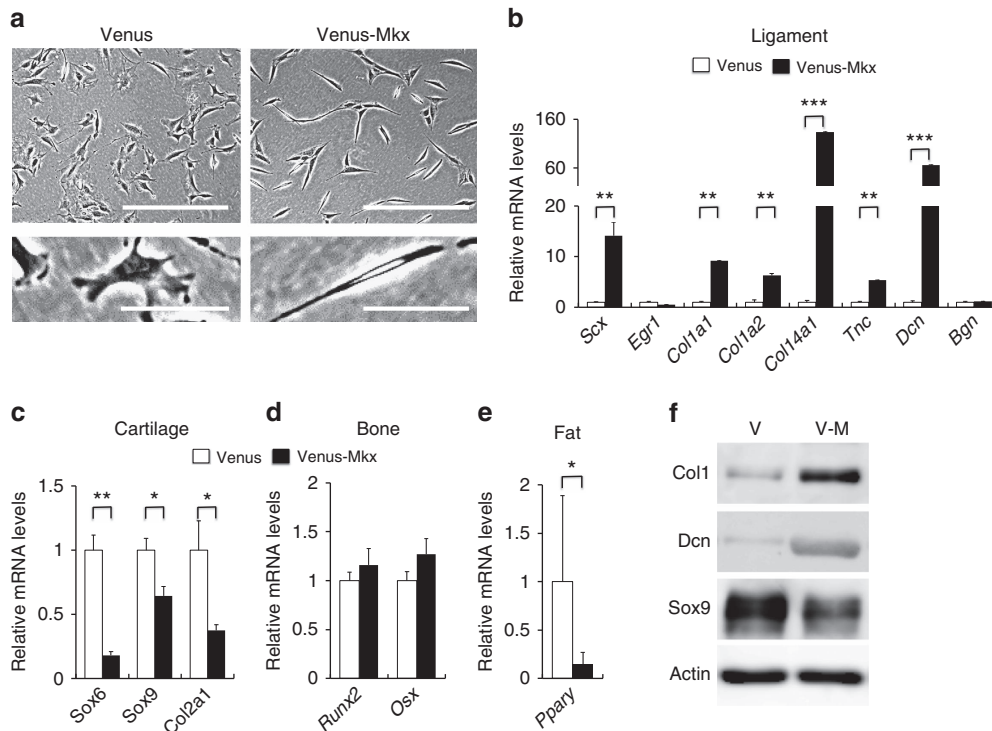 a
Venus
Venus-Mkx
b
Ligament
Venus
Venus-Mkx
Relative mRNA levels
160
60
20
10
0
**
**
**
***
**
***
Scx
Egr1
Col1a1
Col1a2
Col14a1
Tnc
Dcn
Bgn
c
Cartilage
d
Bone
Venus
Venus-Mkx
e
Fat
f
Relative mRNA levels
1.5
1
0.5
0
**
*
*
Sox6
Sox9
Col2a1
Relative mRNA levels
2
1.5
1
0.5
0
Runx2
Osx
Relative mRNA levels
2
1.5
1
0.5
0
*
Pparγ
V
V-M
Col1
Dcn
Sox9
Actin